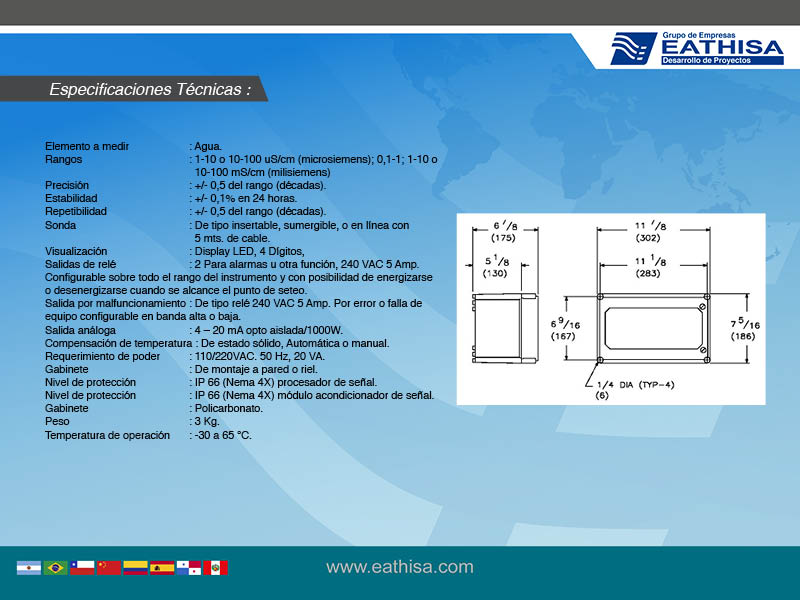 Grupo de Empresas
EATHISA
Desarrollo de Proyectos
Especificaciones Técnicas :
Elemento a medir : Agua.
Rangos : 1-10 o 10-100 uS/cm (microsiemens); 0,1-1; 1-10 o
10-100 mS/cm (milisiemens)
Precisión : +/- 0,5 del rango (décadas).
Estabilidad : +/- 0,1% en 24 horas.
Repetibilidad : +/- 0,5 del rango (décadas).
Sonda : De tipo insertable, sumergible, o en línea con
5 mts. de cable.
Visualización : Display LED, 4 Dígitos,
Salidas de relé : 2 Para alarmas u otra función, 240 VAC 5 Amp.
Configurable sobre todo el rango del instrumento y con posibilidad de energizarse
o desenergizarse cuando se alcance el punto de seteo.
Salida por malfuncionamiento : De tipo relé 240 VAC 5 Amp. Por error o falla de
equipo configurable en banda alta o baja.
Salida análoga : 4 – 20 mA opto aislada/1000W.
Compensación de temperatura : De estado sólido, Automática o manual.
Requerimiento de poder : 110/220VAC. 50 Hz, 20 VA.
Gabinete : De montaje a pared o riel.
Nivel de protección : IP 66 (Nema 4X) procesador de señal.
Nivel de protección : IP 66 (Nema 4X) módulo acondicionador de señal.
Gabinete : Policarbonato.
Peso : 3 Kg.
Temperatura de operación : -30 a 65 °C.
6 7/8
(175)
5 1/8
(130)
11 7/8
(302)
11 1/8
(283)
6 9/16
(167)
7 5/16
(186)
1/4 DIA (TYP-4)
(6)
www.eathisa.com